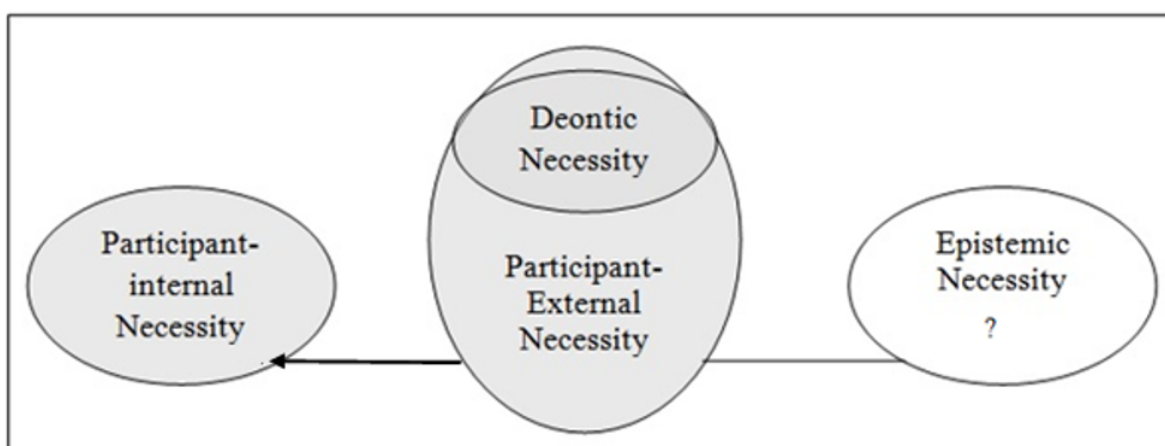 Deontic
Necessity
Participant-
internal
Necessity
Participant-
External
Necessity
Epistemic
Necessity
?